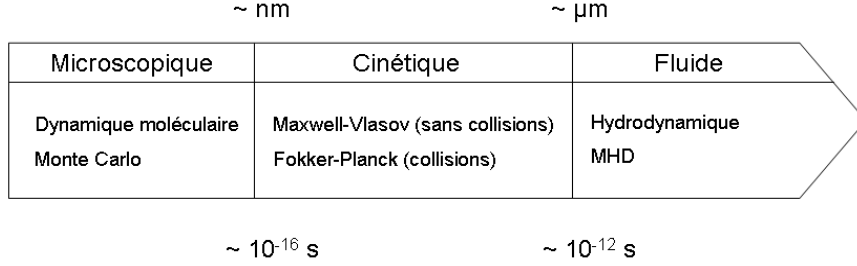 ~ nm
~ µm
Microscopique
Cinétique
Fluide
Dynamique moléculaire
Monte Carlo
Maxwell-Vlasov (sans collisions)
Fokker-Planck (collisions)
Hydrodynamique
MHD
~ 10⁻¹⁶ s
~ 10⁻¹² s